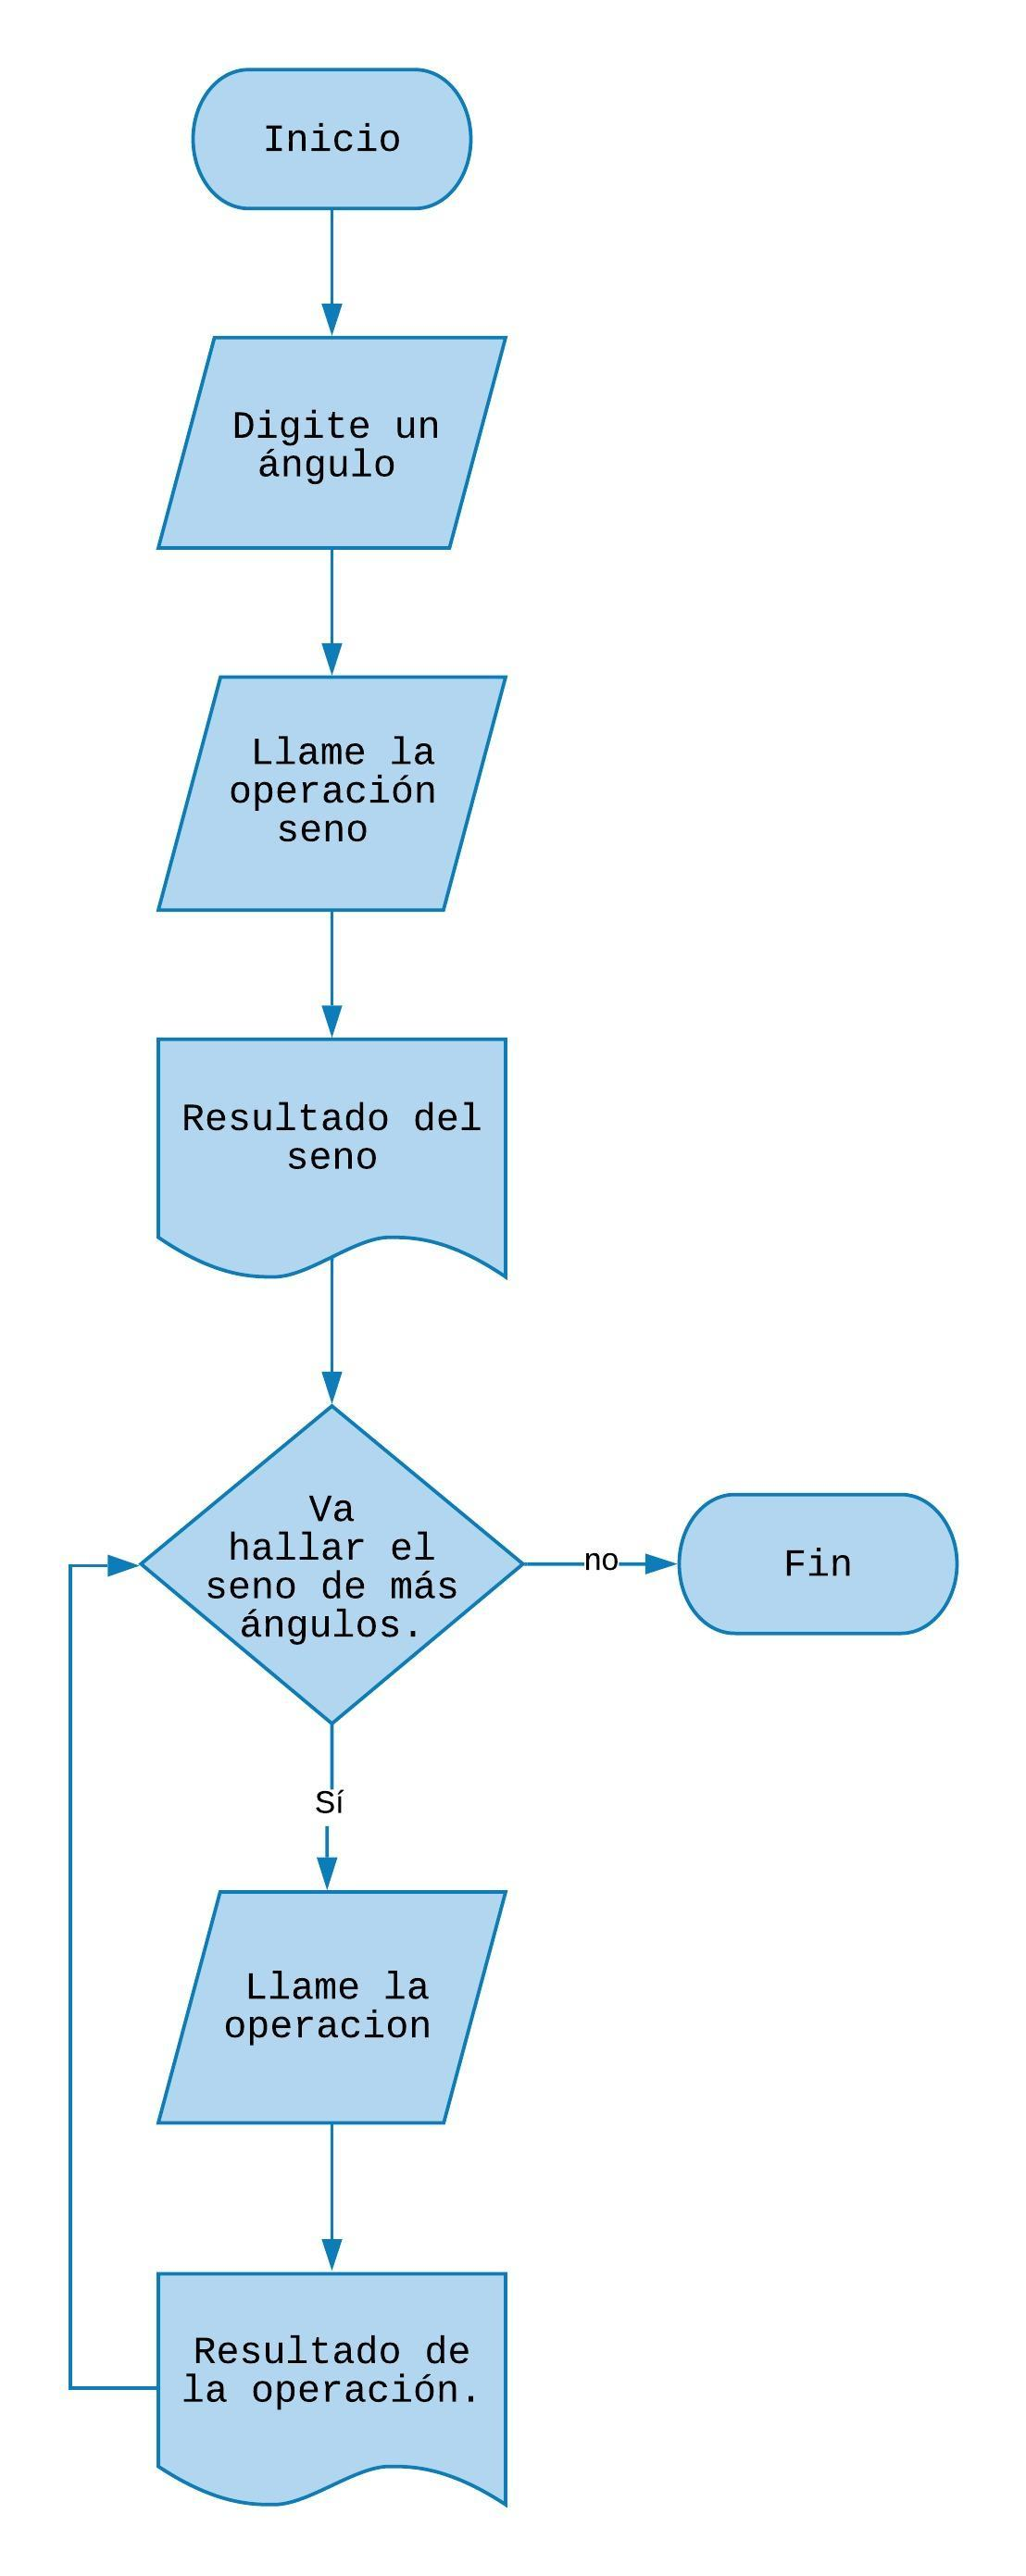 Inicio
Digite un
ángulo
Llame la
operación
seno
Resultado del
seno
Va
hallar el
seno de más
ángulos.
no
Fin
Sí
Llame la
operacion
Resultado de
la operación.